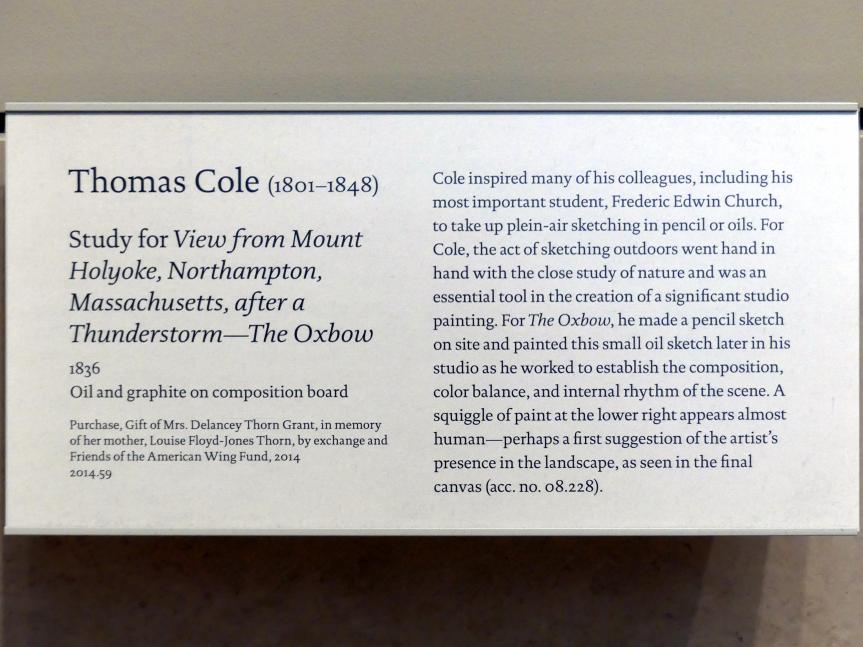 Thomas Cole (1801–1848)
Study for View from Mount
Holyoke, Northampton,
Massachusetts, after a
Thunderstorm—The Oxbow
1836
Oil and graphite on composition board
Purchase, Gift of Mrs. Delancey Thorn Grant, in memory
of her mother, Louise Floyd-Jones Thorn, by exchange and
Friends of the American Wing Fund, 2014
2014.59
Cole inspired many of his colleagues, including his
most important student, Frederic Edwin Church,
to take up plein-air sketching in pencil or oils. For
Cole, the act of sketching outdoors went hand in
hand with the close study of nature and was an
essential tool in the creation of a significant studio
painting. For The Oxbow, he made a pencil sketch
on site and painted this small oil sketch later in his
studio as he worked to establish the composition,
color balance, and internal rhythm of the scene. A
squiggle of paint at the lower right appears almost
human—perhaps a first suggestion of the artist's
presence in the landscape, as seen in the final
canvas (acc. no. 08.228).